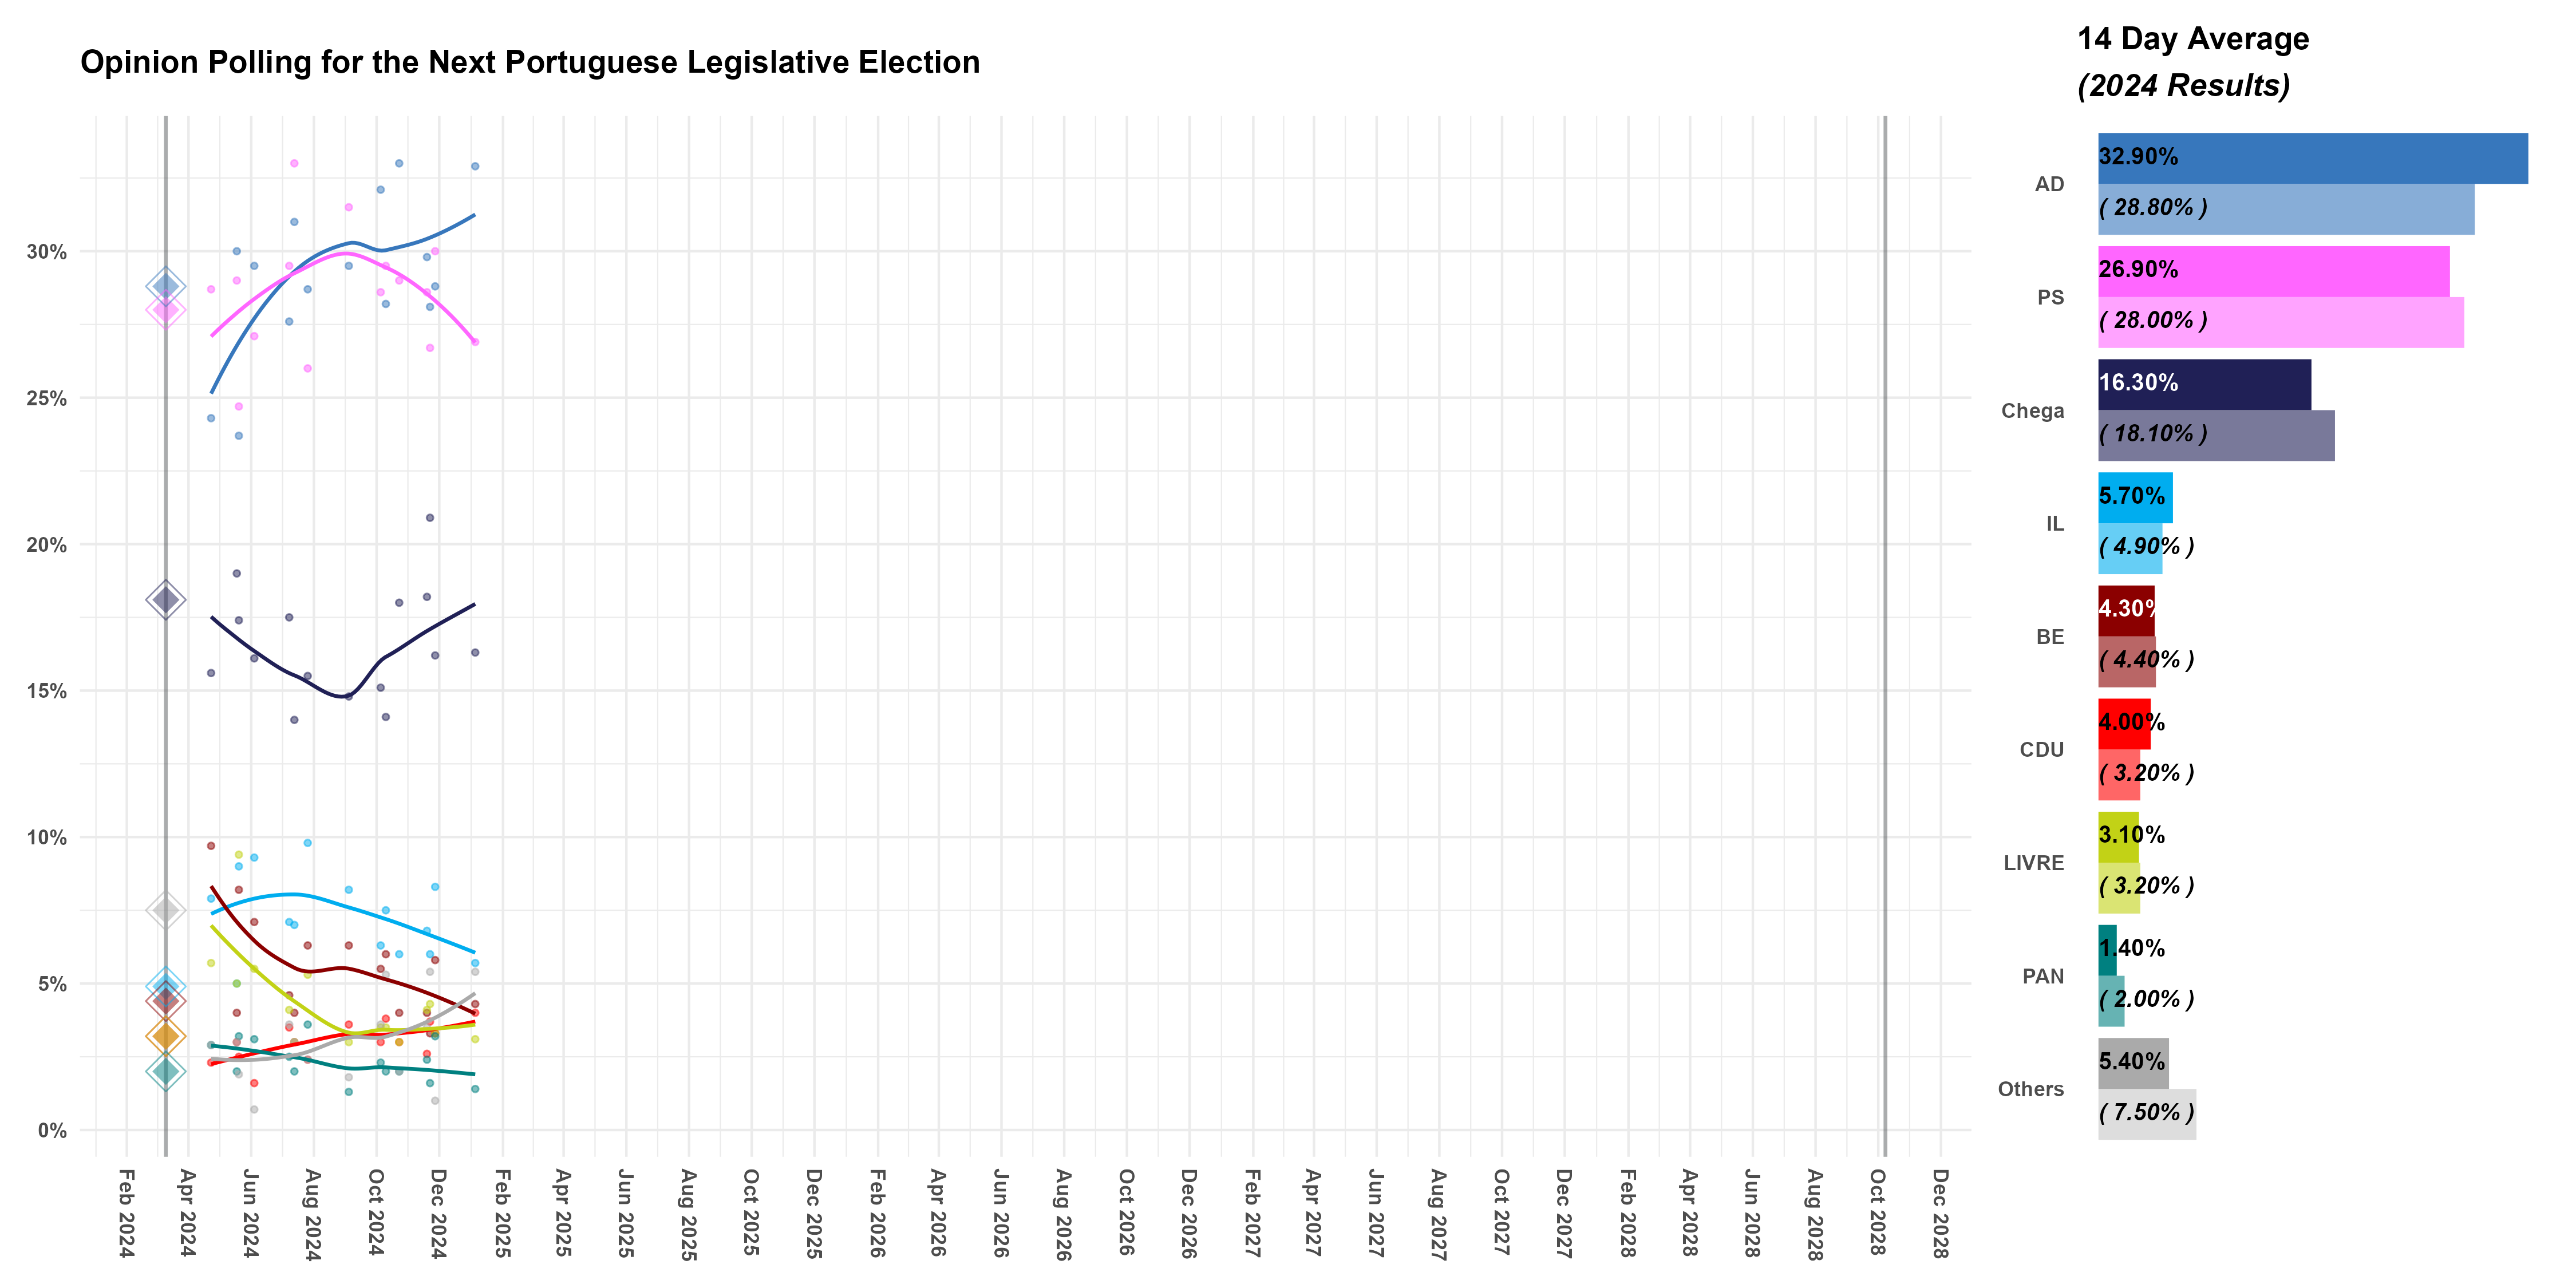 Opinion Polling for the Next Portuguese Legislative Election
14 Day Average
(2024 Results)
30%
25%
20%
15%
10%
5%
0%
Feb 2024
Apr 2024
Jun 2024
Aug 2024
Oct 2024
Dec 2024
Feb 2025
Apr 2025
Jun 2025
Aug 2025
Oct 2025
Dec 2025
Feb 2026
Apr 2026
Jun 2026
Aug 2026
Oct 2026
Dec 2026
Feb 2027
Apr 2027
Jun 2027
Aug 2027
Oct 2027
Dec 2027
Feb 2028
Apr 2028
Jun 2028
Aug 2028
Oct 2028
Dec 2028
AD
32.90%
( 28.80% )
PS
26.90%
( 28.00% )
Chega
16.30%
( 18.10% )
IL
5.70%
( 4.90% )
BE
4.30%
( 4.40% )
CDU
4.00%
( 3.20% )
LIVRE
3.10%
( 3.20% )
PAN
1.40%
( 2.00% )
Others
5.40%
( 7.50% )